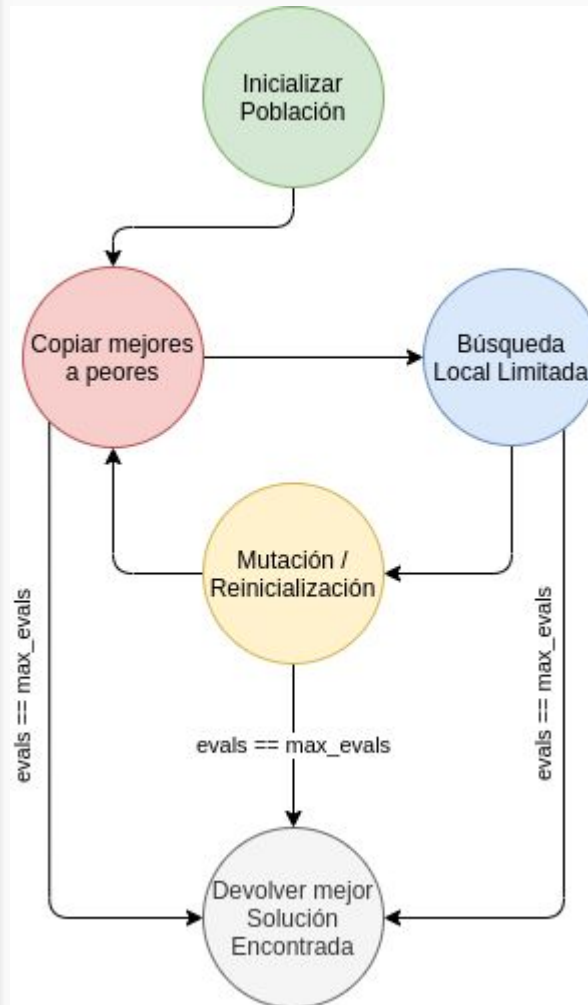 Inicializar
Población
Copiar mejores
a peores
Búsqueda
Local Limitada
Mutación /
Reinicialización
evals == max_evals
evals == max_evals
evals == max_evals
Devolver mejor
Solución
Encontrada